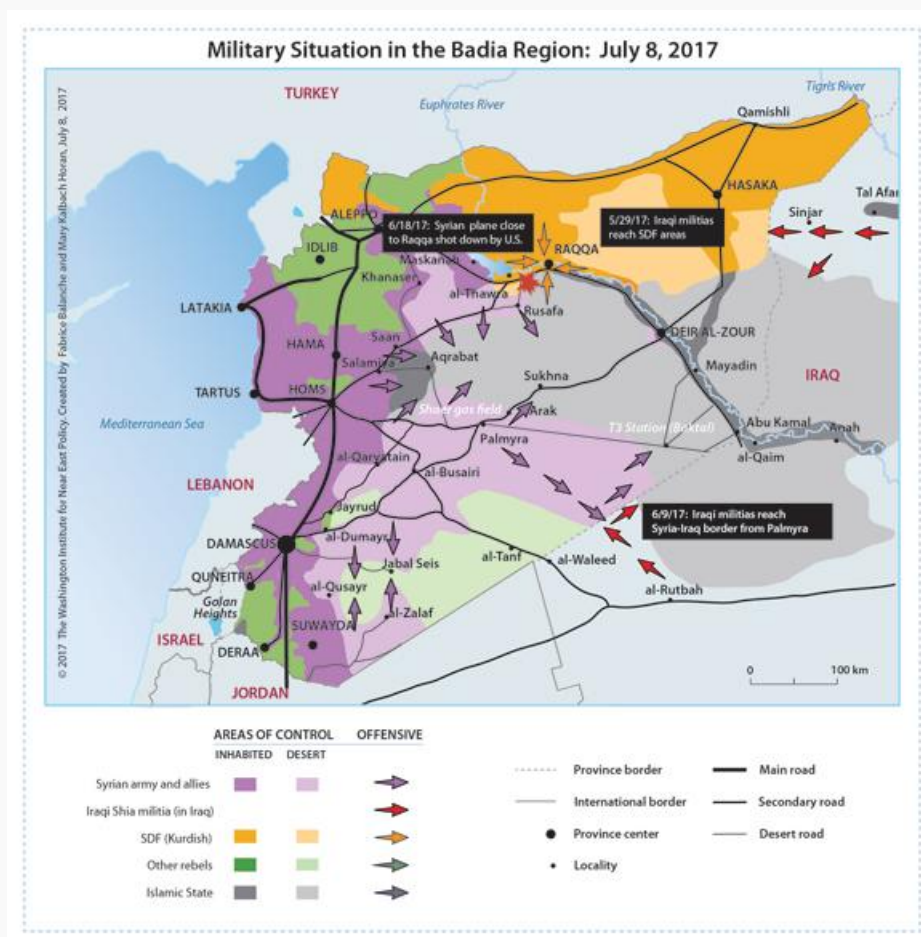 Military Situation in the Badia Region: July 8, 2017
© 2017 The Washington Institute for Near East Policy. Created by Fabrice Balanche and Mary Kalbach Horan, July 8, 2017
TURKEY
Euphrates River
Tigris River
Qamishli
HASAKA
Tal Afar
Sinjar
ALEPPO
6/18/17: Syrian plane close
to Raqqa shot down by U.S.
5/29/17: Iraqi militias
reach SDF areas
IDLIB
Maskanah
RAQQA
Khanaser
al-Thawra
LATAKIA
Rusafa
HAMA
Saan
DEIR AL-ZOUR
Salamiya
Aqrabat
Mayadin
IRAQ
TARTUS
HOMS
Sukhna
Mediterranean Sea
Shaer gas field
Arak
T3 Station (Biktal)
Abu Kamal
Anah
Palmyra
al-Qaim
al-Qaryatain
al-Busairi
LEBANON
Jayrud
6/9/17: Iraqi militias reach
Syria-Iraq border from Palmyra
DAMASCUS
al-Dumayr
al-Tanf
al-Waleed
Jabal Seis
QUNEITRA
al-Qusayr
al-Rutbah
Golan
Heights
al-Zalaf
SUWAYDA
ISRAEL
DERAA
JORDAN
0 100 km
AREAS OF CONTROL OFFENSIVE
INHABITED DESERT
Syrian army and allies
Iraqi Shia militia (in Iraq)
SDF (Kurdish)
Other rebels
Islamic State
Province border
Main road
International border
Secondary road
Province center
Desert road
Locality